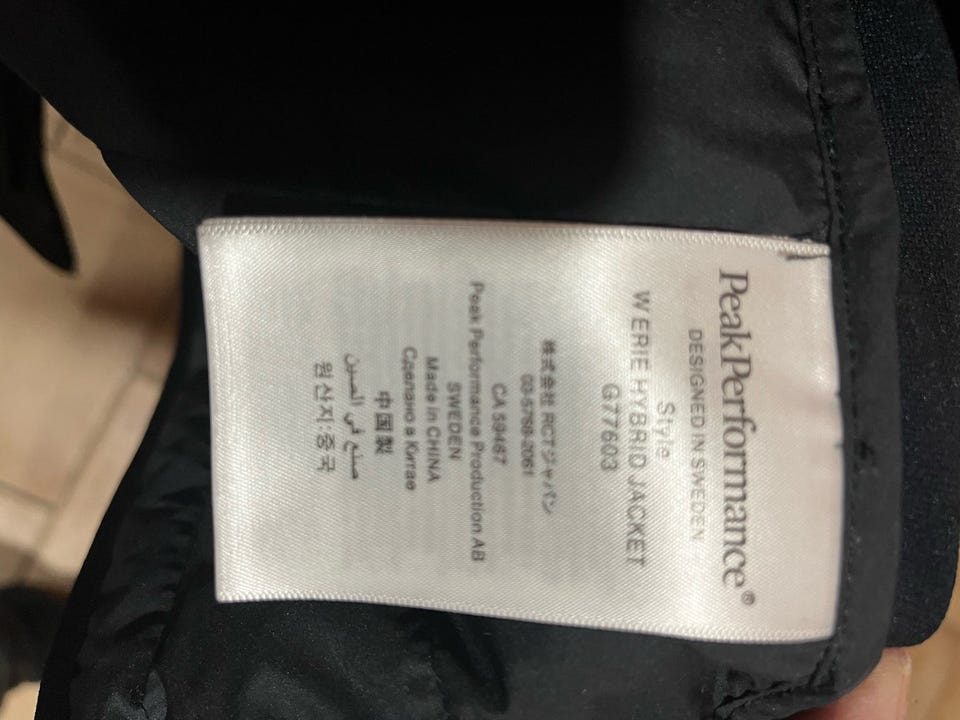 PeakPerformance®
DESIGNED IN SWEDEN
Style
W ERIE HYBRID JACKET
G77603
株式会社 RCTジャパン
03-5768-2061
CA 59467
Peak Performance Production AB
SWEDEN
Made in CHINA
Сделано в Китае
中国製
صنع في الصين
원산지:중국